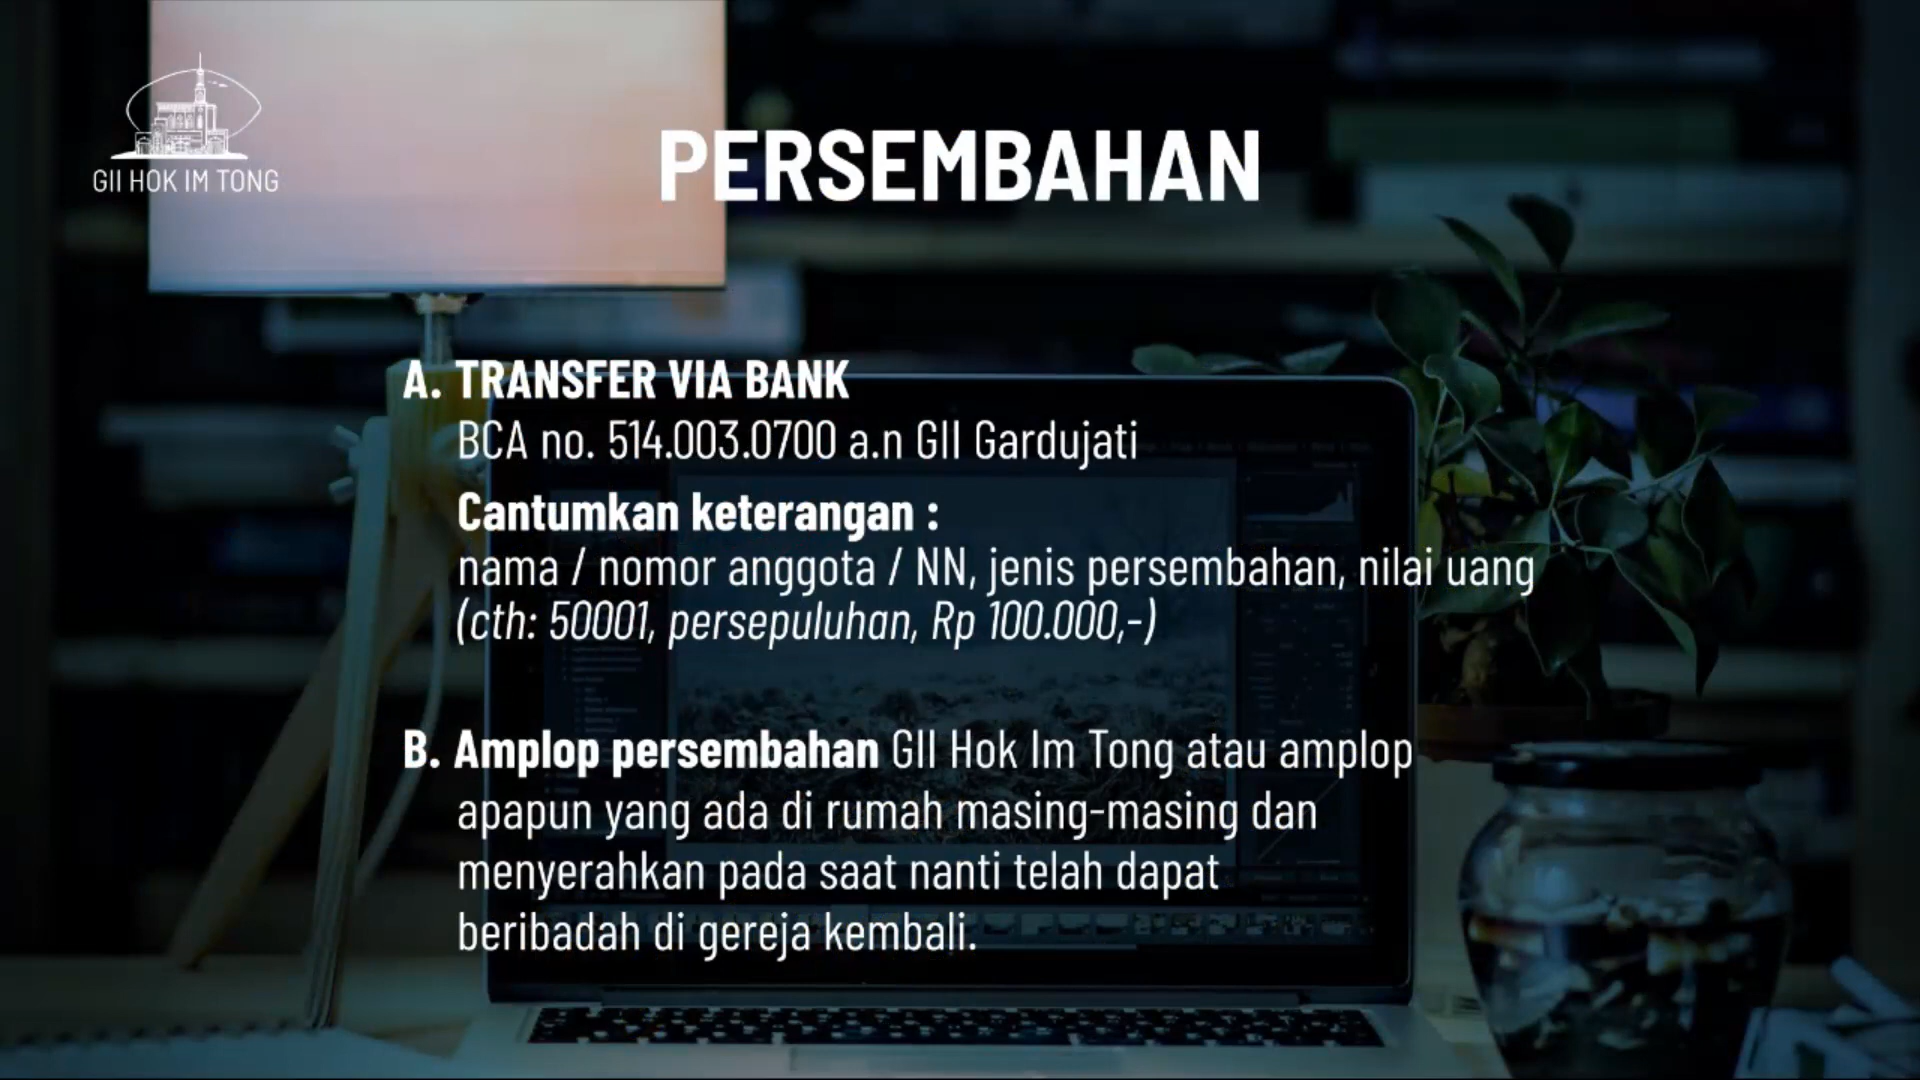 GII HOK IM TONG
PERSEMBAHAN
A. TRANSFER VIA BANK
BCA no. 514.003.0700 a.n GII Gardujati
Cantumkan keterangan :
nama / nomor anggota / NN, jenis persembahan, nilai uang
(cth: 50001, persepuluhan, Rp 100.000,-)
B. Amplop persembahan GII Hok Im Tong atau amplop
apapun yang ada di rumah masing-masing dan
menyerahkan pada saat nanti telah dapat
beribadah di gereja kembali.